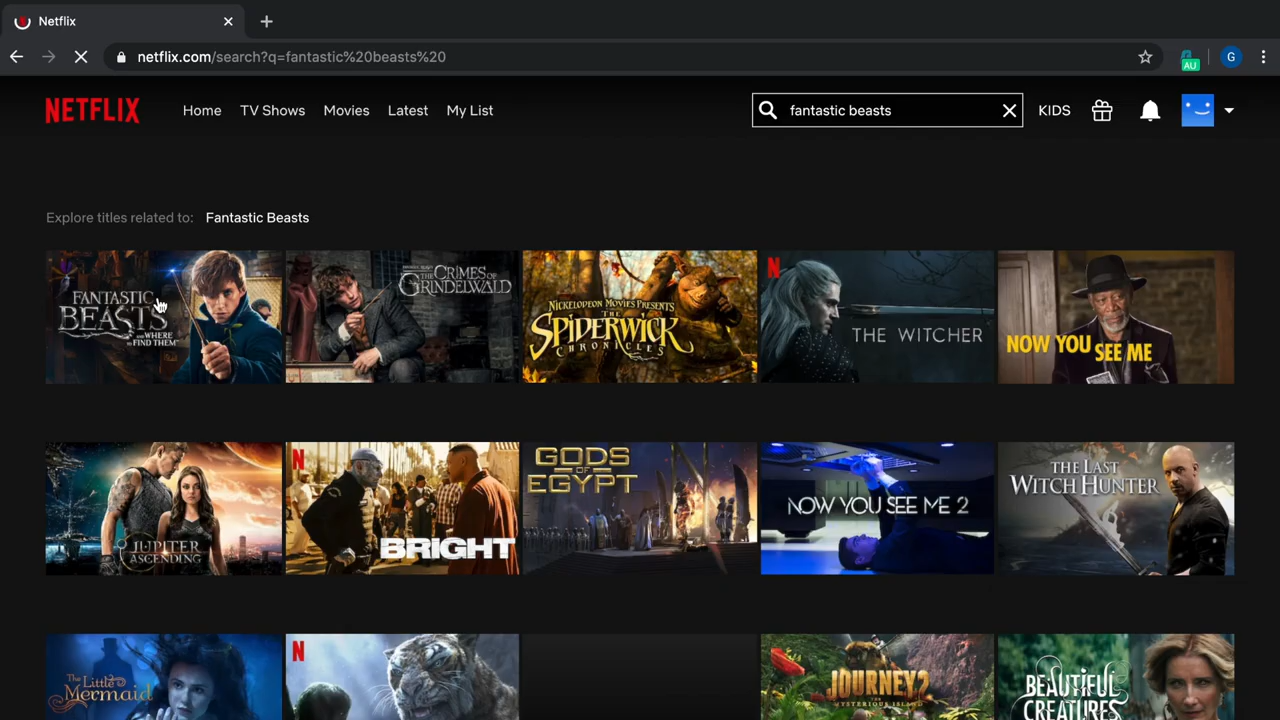 Netflix
netflix.com/search?q=fantastic%20beasts%20
AU
G
NETFLIX
Home
TV Shows
Movies
Latest
My List
fantastic beasts
KIDS
Explore titles related to: Fantastic Beasts
FANTASTIC
BEASTS
AND WHERE
TO FIND THEM
THE CRIMES OF
GRINDELWALD
NICKELODEON MOVIES PRESENTS
THE SPIDERWICK
CHRONICLES
N
THE WITCHER
NOW YOU SEE ME
JUPITER
ASCENDING
N
BRIGHT
GODS
OF
EGYPT
NOW YOU SEE ME 2
THE LAST
WITCH HUNTER
The Little
Mermaid
N
JOURNEY 2
THE MYSTERIOUS ISLAND
BEAUTIFUL
CREATURES